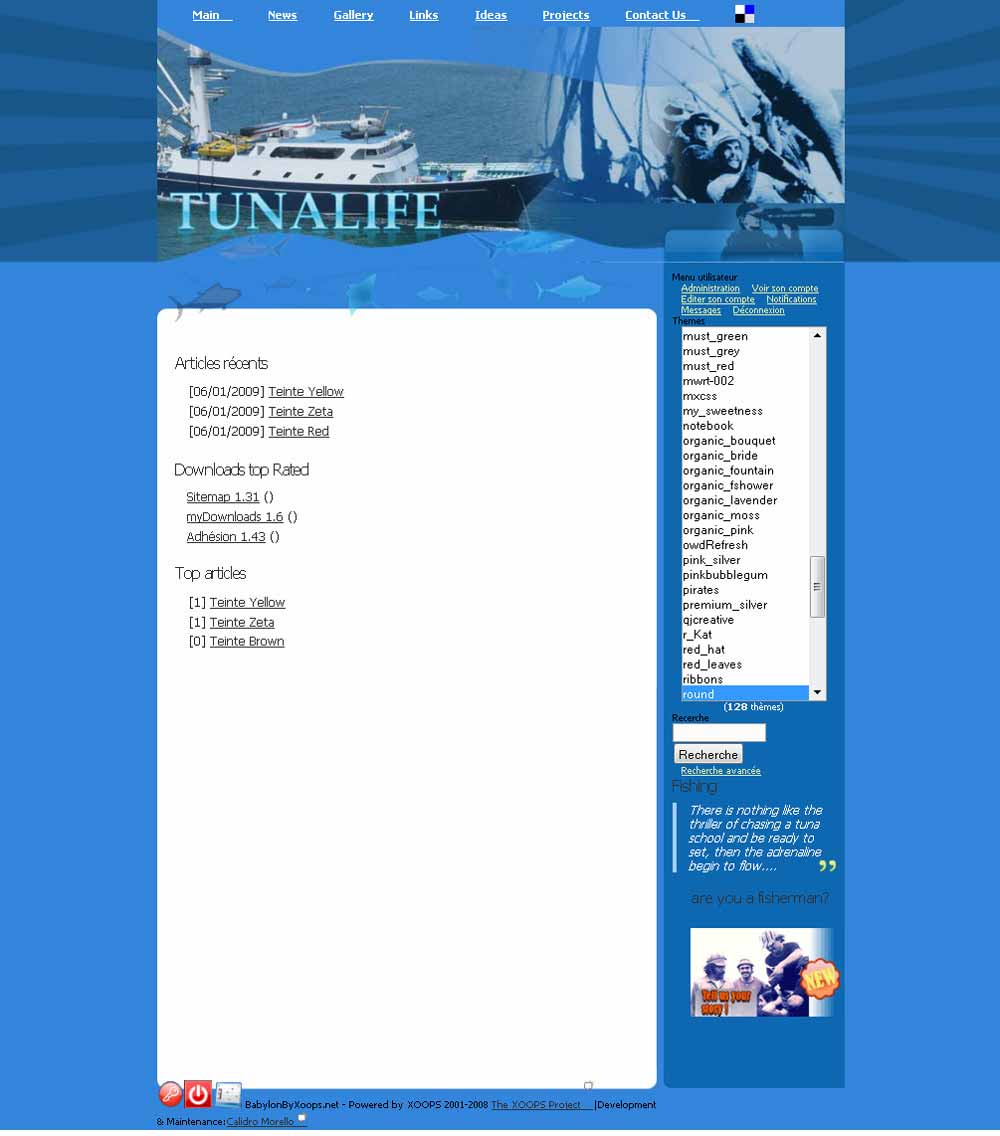 Main News Gallery Links Ideas Projects Contact Us
TUNALIFE
Menu utilisateur
Administration Voir son compte
Editer son compte Notifications
Messages Déconnexion
Themes
must_green
must_grey
must_red
mwrt-002
mxcss
my_sweetness
notebook
organic_bouquet
organic_bride
organic_fountain
organic_fshower
organic_lavender
organic_moss
organic_pink
owdRefresh
pink_silver
pinkbubblegum
pirates
premium_silver
qjcreative
r_Kat
red_hat
red_leaves
ribbons
round
(128 thèmes)
Recerche
Recherche
Recherche avancée
Fishing
There is nothing like the
thriller of chasing a tuna
school and be ready to
set, then the adrenaline
begin to flow....
are you a fisherman?
Tell us your
story !
NEW
Articles récents
[06/01/2009] Teinte Yellow
[06/01/2009] Teinte Zeta
[06/01/2009] Teinte Red
Downloads top Rated
Sitemap 1.31 ()
myDownloads 1.6 ()
Adhésion 1.43 ()
Top articles
[1] Teinte Yellow
[1] Teinte Zeta
[0] Teinte Brown
BabylonByXoops.net - Powered by XOOPS 2001-2008 The XOOPS Project |Development
& Maintenance:Calidro Morello